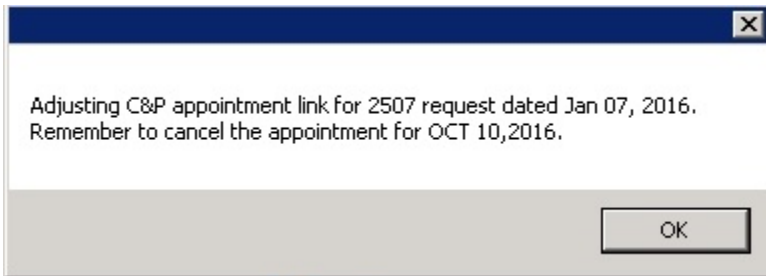 Adjusting C&P appointment link for 2507 request dated Jan 07, 2016.
Remember to cancel the appointment for OCT 10,2016.
OK